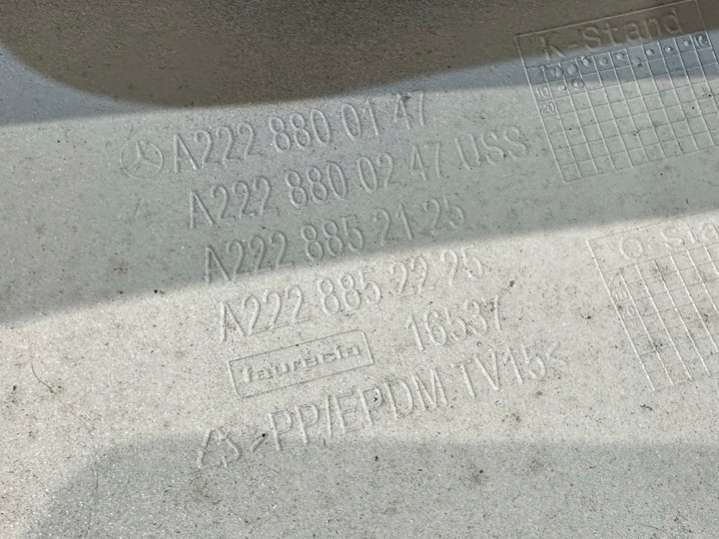 K-Stand
A222 880 01 47
A222 880 02 47 USS
A222 885 21 25
A222 885 22 25
16537
>PP/EPDM TV15<